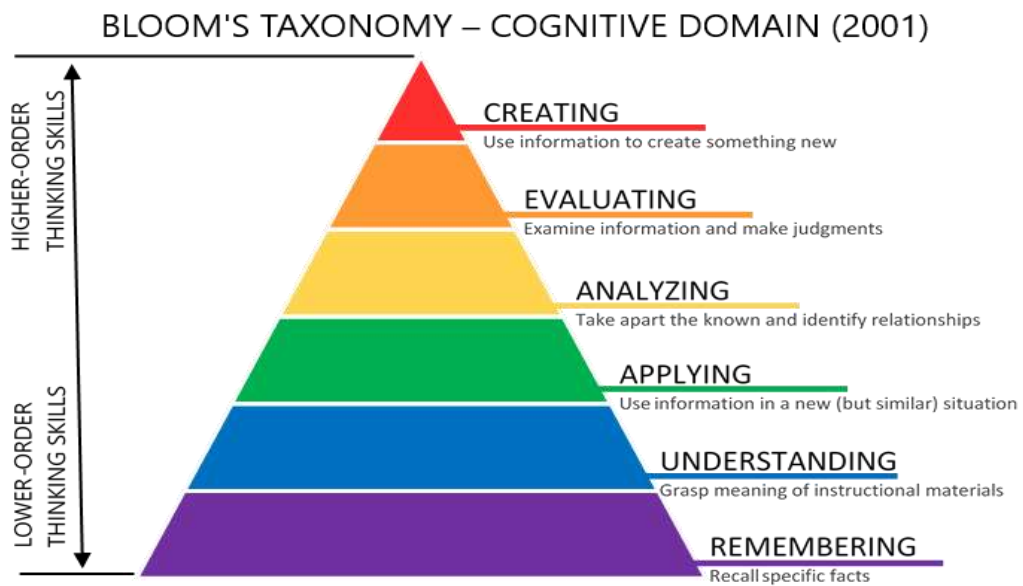 BLOOM'S TAXONOMY – COGNITIVE DOMAIN (2001)
HIGHER-ORDER
THINKING SKILLS
LOWER-ORDER
THINKING SKILLS
CREATING
Use information to create something new
EVALUATING
Examine information and make judgments
ANALYZING
Take apart the known and identify relationships
APPLYING
Use information in a new (but similar) situation
UNDERSTANDING
Grasp meaning of instructional materials
REMEMBERING
Recall specific facts